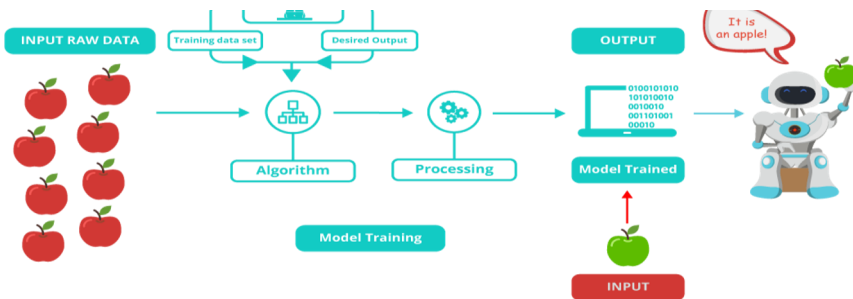 INPUT RAW DATA
Training data set
Desired Output
OUTPUT
It is
an apple!
0100101010
101010010
0010010
001101001
00010
Algorithm
Processing
Model Trained
Model Training
INPUT